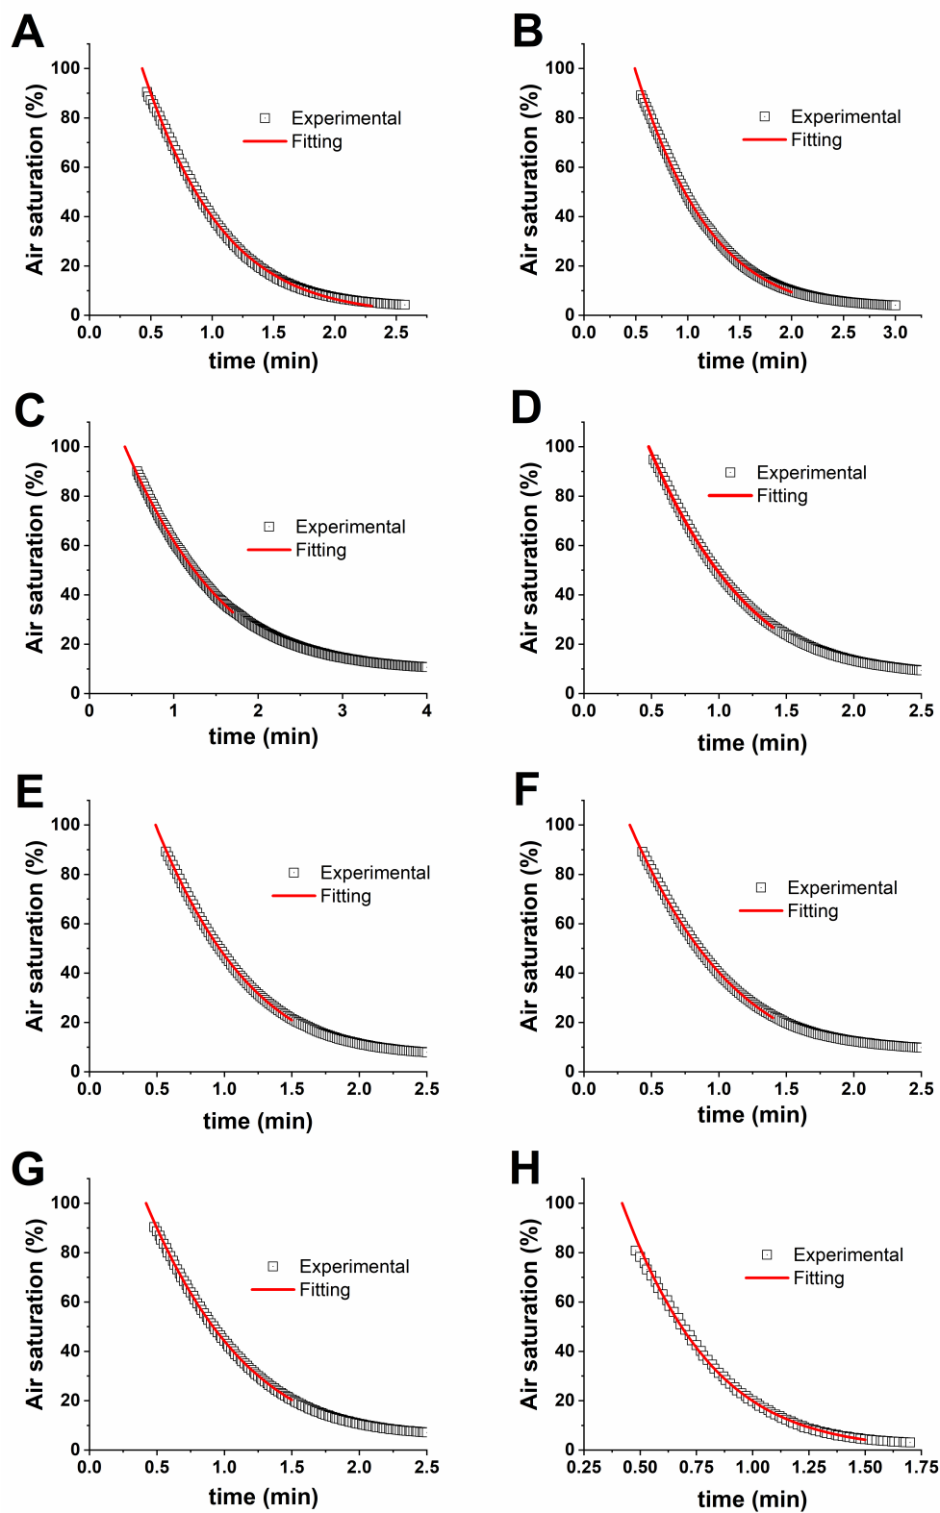 A
B
100
80
60
40
20
0
Air saturation (%)
Experimental
Fitting
0.0 0.5 1.0 1.5 2.0 2.5
time (min)
100
80
60
40
20
0
Air saturation (%)
Experimental
Fitting
0.0 0.5 1.0 1.5 2.0 2.5 3.0
time (min)
C
D
100
80
60
40
20
0
Air saturation (%)
Experimental
Fitting
0 1 2 3 4
time (min)
100
80
60
40
20
0
Air saturation (%)
Experimental
Fitting
0.0 0.5 1.0 1.5 2.0 2.5
time (min)
E
F
100
80
60
40
20
0
Air saturation (%)
Experimental
Fitting
0.0 0.5 1.0 1.5 2.0 2.5
time (min)
100
80
60
40
20
0
Air saturation (%)
Experimental
Fitting
0.0 0.5 1.0 1.5 2.0 2.5
time (min)
G
H
100
80
60
40
20
0
Air saturation (%)
Experimental
Fitting
0.0 0.5 1.0 1.5 2.0 2.5
time (min)
100
80
60
40
20
0
Air saturation (%)
Experimental
Fitting
0.25 0.50 0.75 1.00 1.25 1.50 1.75
time (min)